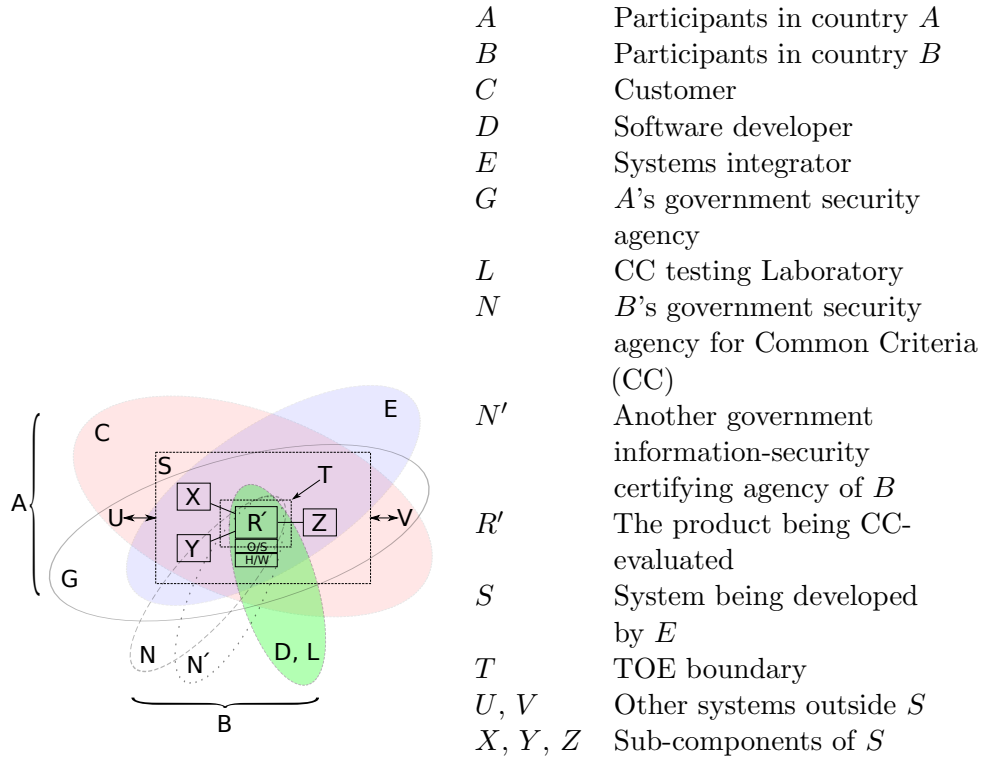 A Participants in country A
B Participants in country B
C Customer
D Software developer
E Systems integrator
G A's government security
agency
L CC testing Laboratory
N B's government security
agency for Common Criteria
(CC)
N′ Another government
information-security
certifying agency of B
R′ The product being CC-
evaluated
S System being developed
by E
T TOE boundary
U, V Other systems outside S
X, Y, Z Sub-components of S
E
C
S
T
X
A
U
R′
Z
V
Y
O/S
H/W
G
N
N′
D, L
B